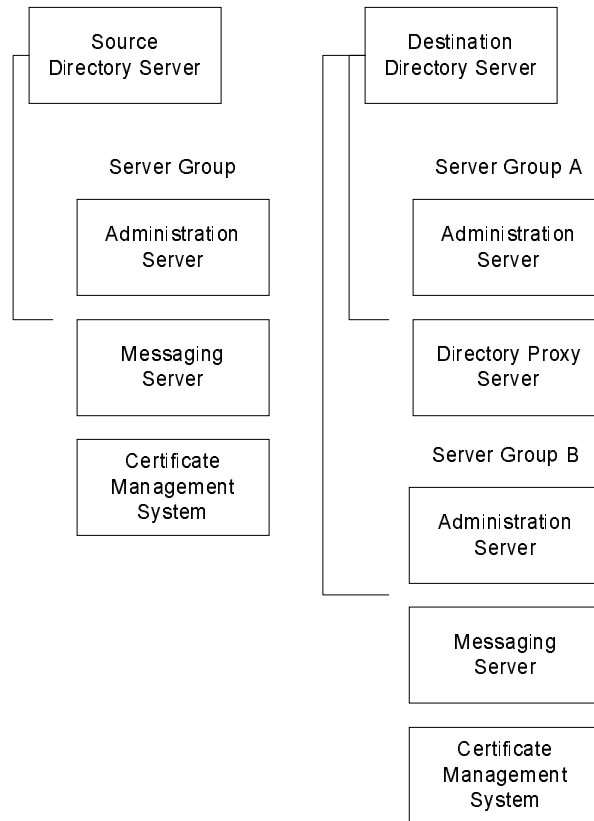 Source
Directory Server
Server Group
Administration
Server
Messaging
Server
Certificate
Management
System
Destination
Directory Server
Server Group A
Administration
Server
Directory Proxy
Server
Server Group B
Administration
Server
Messaging
Server
Certificate
Management
System